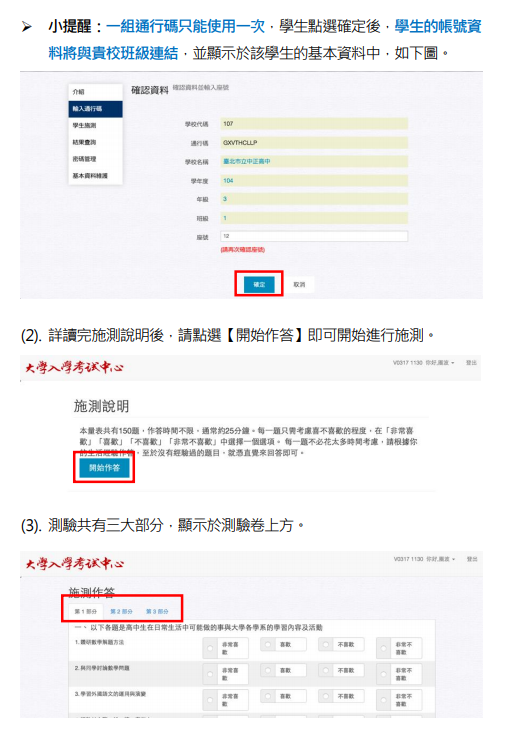 ➢ 小提醒：一組通行碼只能使用一次，學生點選確定後，學生的帳號資
料將與貴校班級連結，並顯示於該學生的基本資料中，如下圖。
介紹
輸入通行碼
學生施測
結果查詢
密碼管理
基本資料維護
確認資料 確認資料並輸入座號
學校代碼 107
通行碼 GXVTHCLLP
學校名稱 臺北市立中正高中
學年度 104
年級 3
班級 1
座號 12
(請再次確認座號)
確定 取消
(2). 詳讀完施測說明後，請點選【開始作答】即可開始進行施測。
大學入學考試中心
V0317 1130 你好, 登出
施測說明
本量表共有150題，作答時間不限，通常約25分鐘。每一題只需考慮喜不喜歡的程度，在「非常喜
歡」「喜歡」「不喜歡」「非常不喜歡」中選擇一個選項。 每一題不必花太多時間考慮，請根據你
的生活經驗作答，至於沒有經驗過的題目，就憑直覺來回答即可。
開始作答
(3). 測驗共有三大部分，顯示於測驗卷上方。
大學入學考試中心
V0317 1130 你好, 登出
施測作答
第 1 部份 第 2 部份 第 3 部份
一、 以下各題是高中生在日常生活中可能做的事與大學各學系的學習內容及活動
1. 鑽研數學解題方法 非常喜歡 喜歡 不喜歡 非常不喜歡
2. 與同學討論數學問題 非常喜歡 喜歡 不喜歡 非常不喜歡
3. 學習外國語文的運用與演變 非常喜歡 喜歡 不喜歡 非常不喜歡